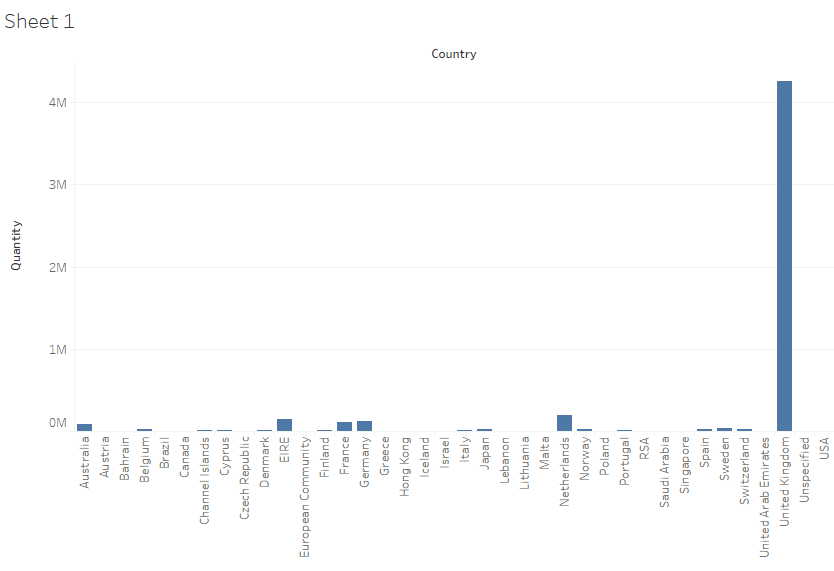 Sheet 1
Country
4M
3M
2M
1M
0M
Quantity
Australia
Austria
Bahrain
Belgium
Brazil
Canada
Channel Islands
Cyprus
Czech Republic
Denmark
EIRE
European Community
Finland
France
Germany
Greece
Hong Kong
Iceland
Israel
Italy
Japan
Lebanon
Lithuania
Malta
Netherlands
Norway
Poland
Portugal
RSA
Saudi Arabia
Singapore
Spain
Sweden
Switzerland
United Arab Emirates
United Kingdom
Unspecified
USA